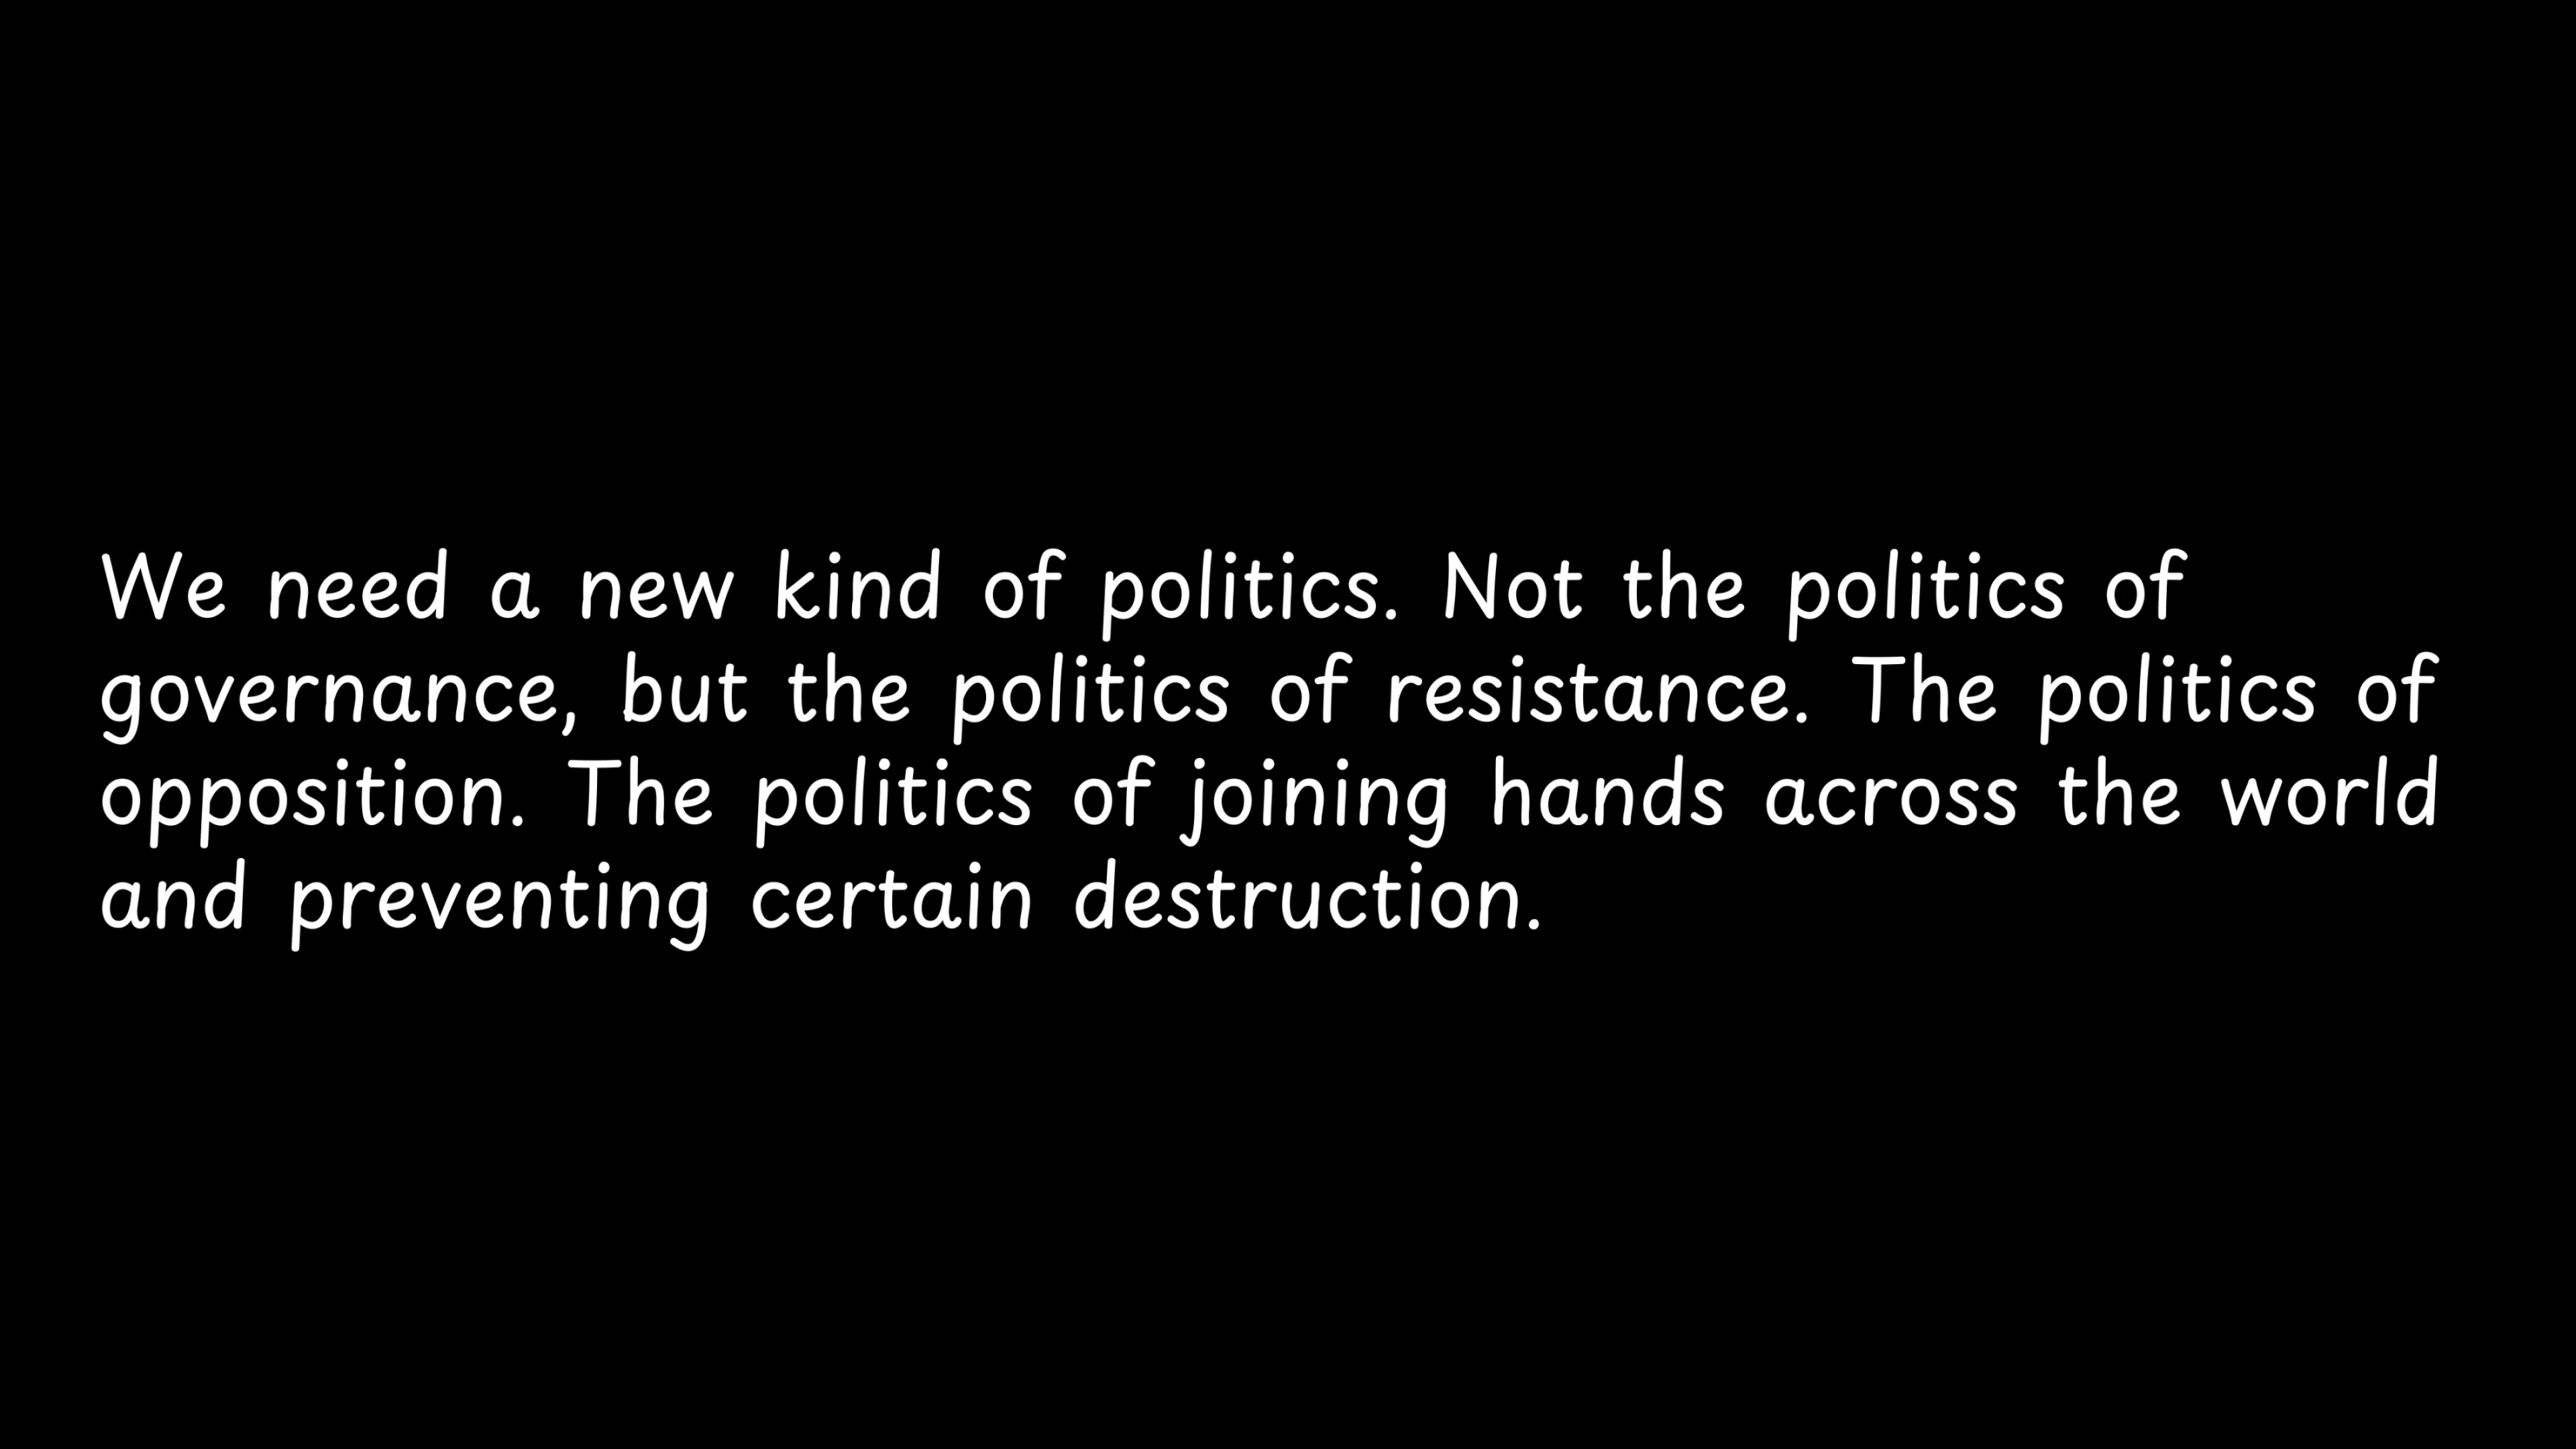 We need a new kind of politics. Not the politics of
governance, but the politics of resistance. The politics of
opposition. The politics of joining hands across the world
and preventing certain destruction.